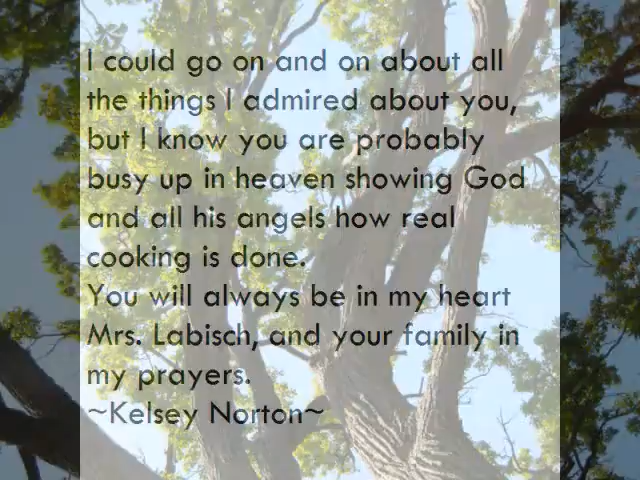 I could go on and on about all
the things I admired about you,
but I know you are probably
busy up in heaven showing God
and all his angels how real
cooking is done.
You will always be in my heart
Mrs. Labisch, and your family in
my prayers.
~Kelsey Norton~